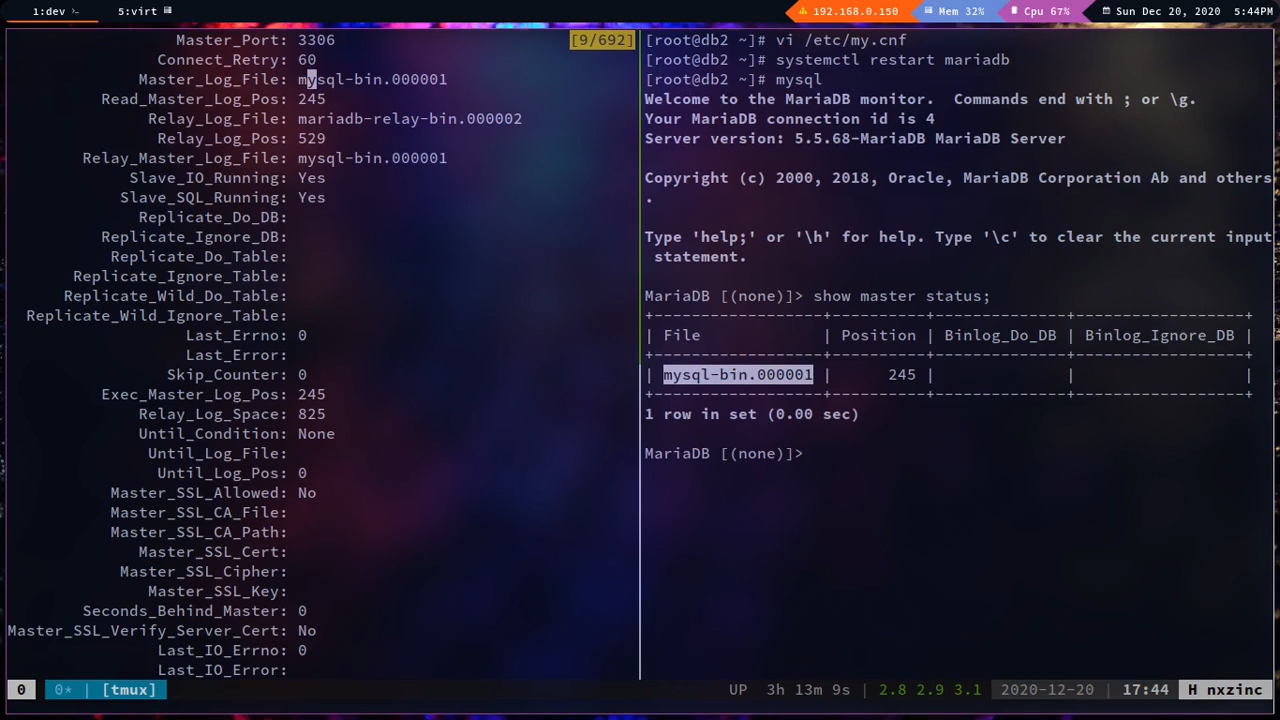 1:dev >_ 5:virt 192.168.0.150 Mem 32% Cpu 67% Sun Dec 20, 2020 5:44PM
Master_Port: 3306 [9/692]
Connect_Retry: 60
Master_Log_File: mysql-bin.000001
Read_Master_Log_Pos: 245
Relay_Log_File: mariadb-relay-bin.000002
Relay_Log_Pos: 529
Relay_Master_Log_File: mysql-bin.000001
Slave_IO_Running: Yes
Slave_SQL_Running: Yes
Replicate_Do_DB:
Replicate_Ignore_DB:
Replicate_Do_Table:
Replicate_Ignore_Table:
Replicate_Wild_Do_Table:
Replicate_Wild_Ignore_Table:
Last_Errno: 0
Last_Error:
Skip_Counter: 0
Exec_Master_Log_Pos: 245
Relay_Log_Space: 825
Until_Condition: None
Until_Log_File:
Until_Log_Pos: 0
Master_SSL_Allowed: No
Master_SSL_CA_File:
Master_SSL_CA_Path:
Master_SSL_Cert:
Master_SSL_Cipher:
Master_SSL_Key:
Seconds_Behind_Master: 0
Master_SSL_Verify_Server_Cert: No
Last_IO_Errno: 0
Last_IO_Error:
[root@db2 ~]# vi /etc/my.cnf
[root@db2 ~]# systemctl restart mariadb
[root@db2 ~]# mysql
Welcome to the MariaDB monitor.  Commands end with ; or \g.
Your MariaDB connection id is 4
Server version: 5.5.68-MariaDB MariaDB Server
Copyright (c) 2000, 2018, Oracle, MariaDB Corporation Ab and others
.
Type 'help;' or '\h' for help. Type '\c' to clear the current input
statement.
MariaDB [(none)]> show master status;
+------------------+----------+--------------+------------------+
| File             | Position | Binlog_Do_DB | Binlog_Ignore_DB |
+------------------+----------+--------------+------------------+
| mysql-bin.000001 |      245 |              |                  |
+------------------+----------+--------------+------------------+
1 row in set (0.00 sec)
MariaDB [(none)]>
0 0* | [tmux] UP 3h 13m 9s | 2.8 2.9 3.1 | 2020-12-20 | 17:44 H nxzinc